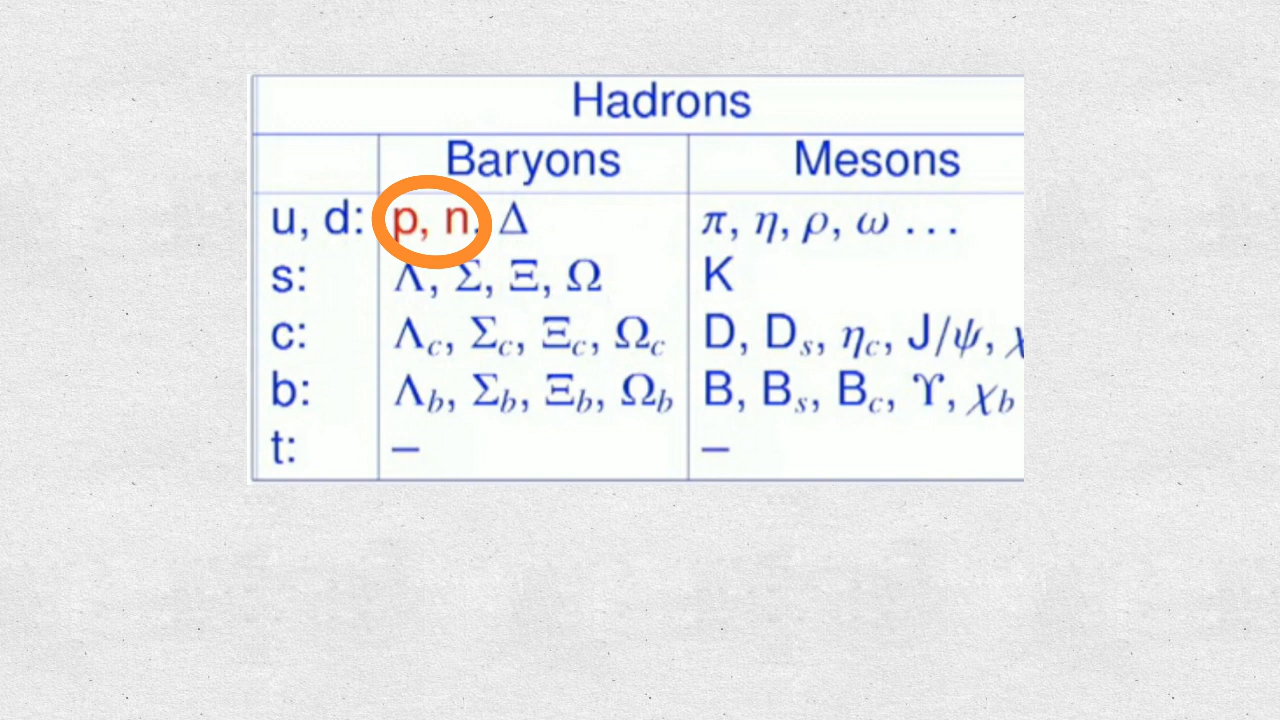 Hadrons
Baryons Mesons
u, d: p, n, Δ π, η, ρ, ω ...
s: Λ, Σ, Ξ, Ω K
c: Λc, Σc, Ξc, Ωc D, Ds, ηc, J/ψ, χ
b: Λb, Σb, Ξb, Ωb B, Bs, Bc, ϒ, χb
t: – –